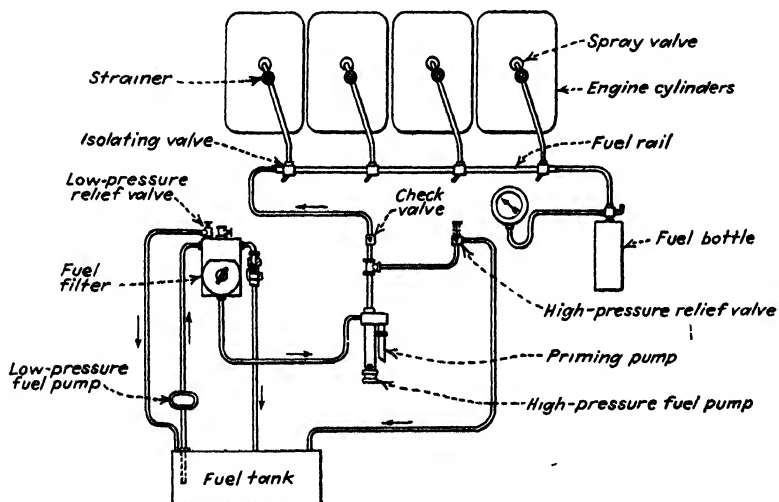 Spray valve
Strainer
Engine cylinders
Isolating valve
Fuel rail
Low-pressure
relief valve
Check
valve
Fuel bottle
Fuel
filter
High-pressure relief valve
Low-pressure
fuel pump
Priming pump
High-pressure fuel pump
Fuel tank